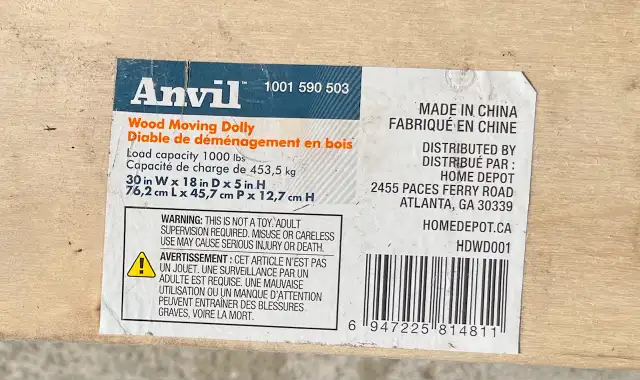 Anvil™ 1001 590 503
Wood Moving Dolly
Diable de déménagement en bois
Load capacity 1000 lbs
Capacité de charge de 453,5 kg
30 in W x 18 in D x 5 in H
76,2 cm L x 45,7 cm P x 12,7 cm H
WARNING: THIS IS NOT A TOY. ADULT
SUPERVISION REQUIRED. MISUSE OR CARELESS
USE MAY CAUSE SERIOUS INJURY OR DEATH.
AVERTISSEMENT : CET ARTICLE N'EST PAS
UN JOUET. UNE SURVEILLANCE PAR UN
ADULTE EST REQUISE. UNE MAUVAISE
UTILISATION OU UN MANQUE D'ATTENTION
PEUVENT ENTRAÎNER DES BLESSURES
GRAVES, VOIRE LA MORT.
MADE IN CHINA
FABRIQUÉ EN CHINE
DISTRIBUTED BY
DISTRIBUÉ PAR :
HOME DEPOT
2455 PACES FERRY ROAD
ATLANTA, GA 30339
HOMEDEPOT.CA
HDWD001
6 947225 814811